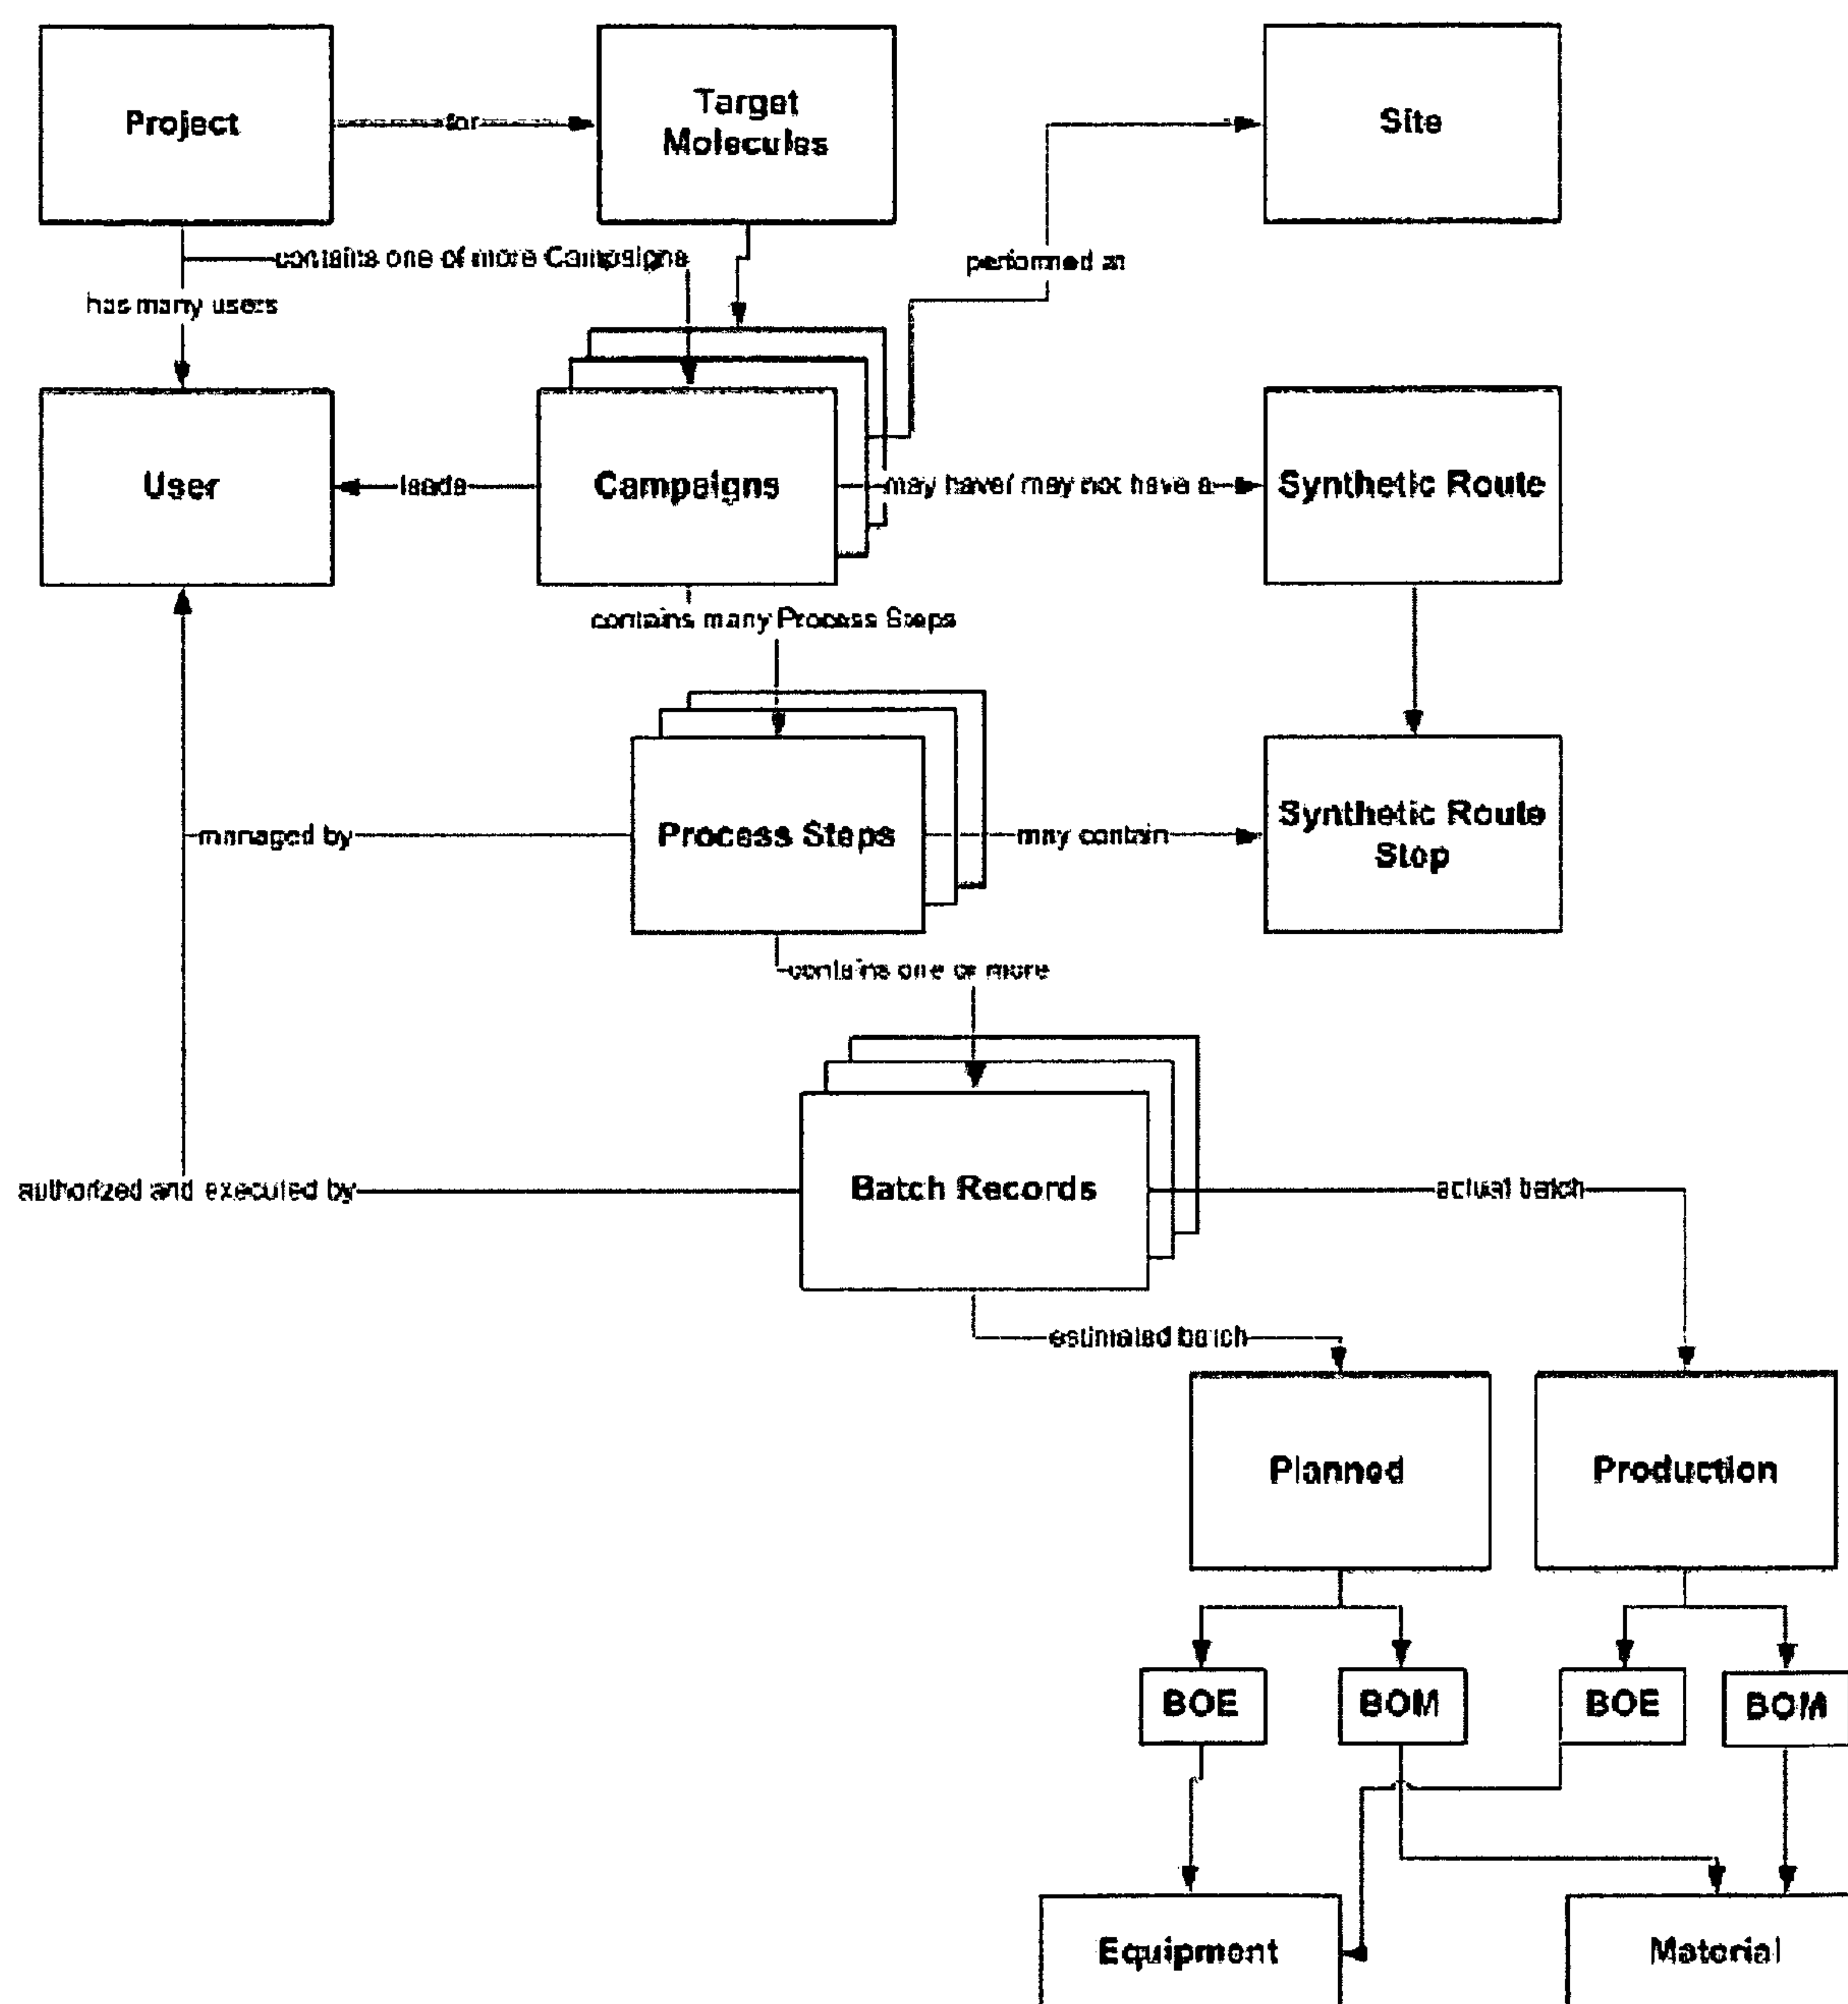 Project
for
Target
Molecules
Site
contains one of more Campaigns
performed at
has many users
User
leads
Campaigns
may have/ may not have a
Synthetic Route
contains many Process Steps
managed by
Process Steps
may contain
Synthetic Route
Step
contains one or more
authorized and executed by
Batch Records
actual batch
estimated batch
Planned
Production
BOE
BOM
BOE
BOM
Equipment
Material